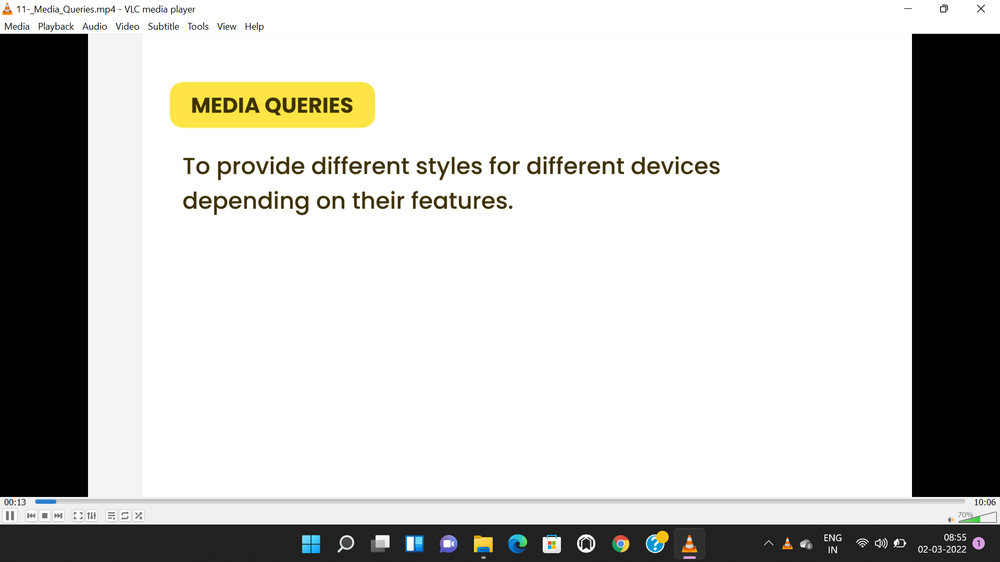 11-_Media_Queries.mp4 - VLC media player
Media Playback Audio Video Subtitle Tools View Help
MEDIA QUERIES
To provide different styles for different devices
depending on their features.
00:13
10:06
70%
ENG
IN
08:55
02-03-2022
1